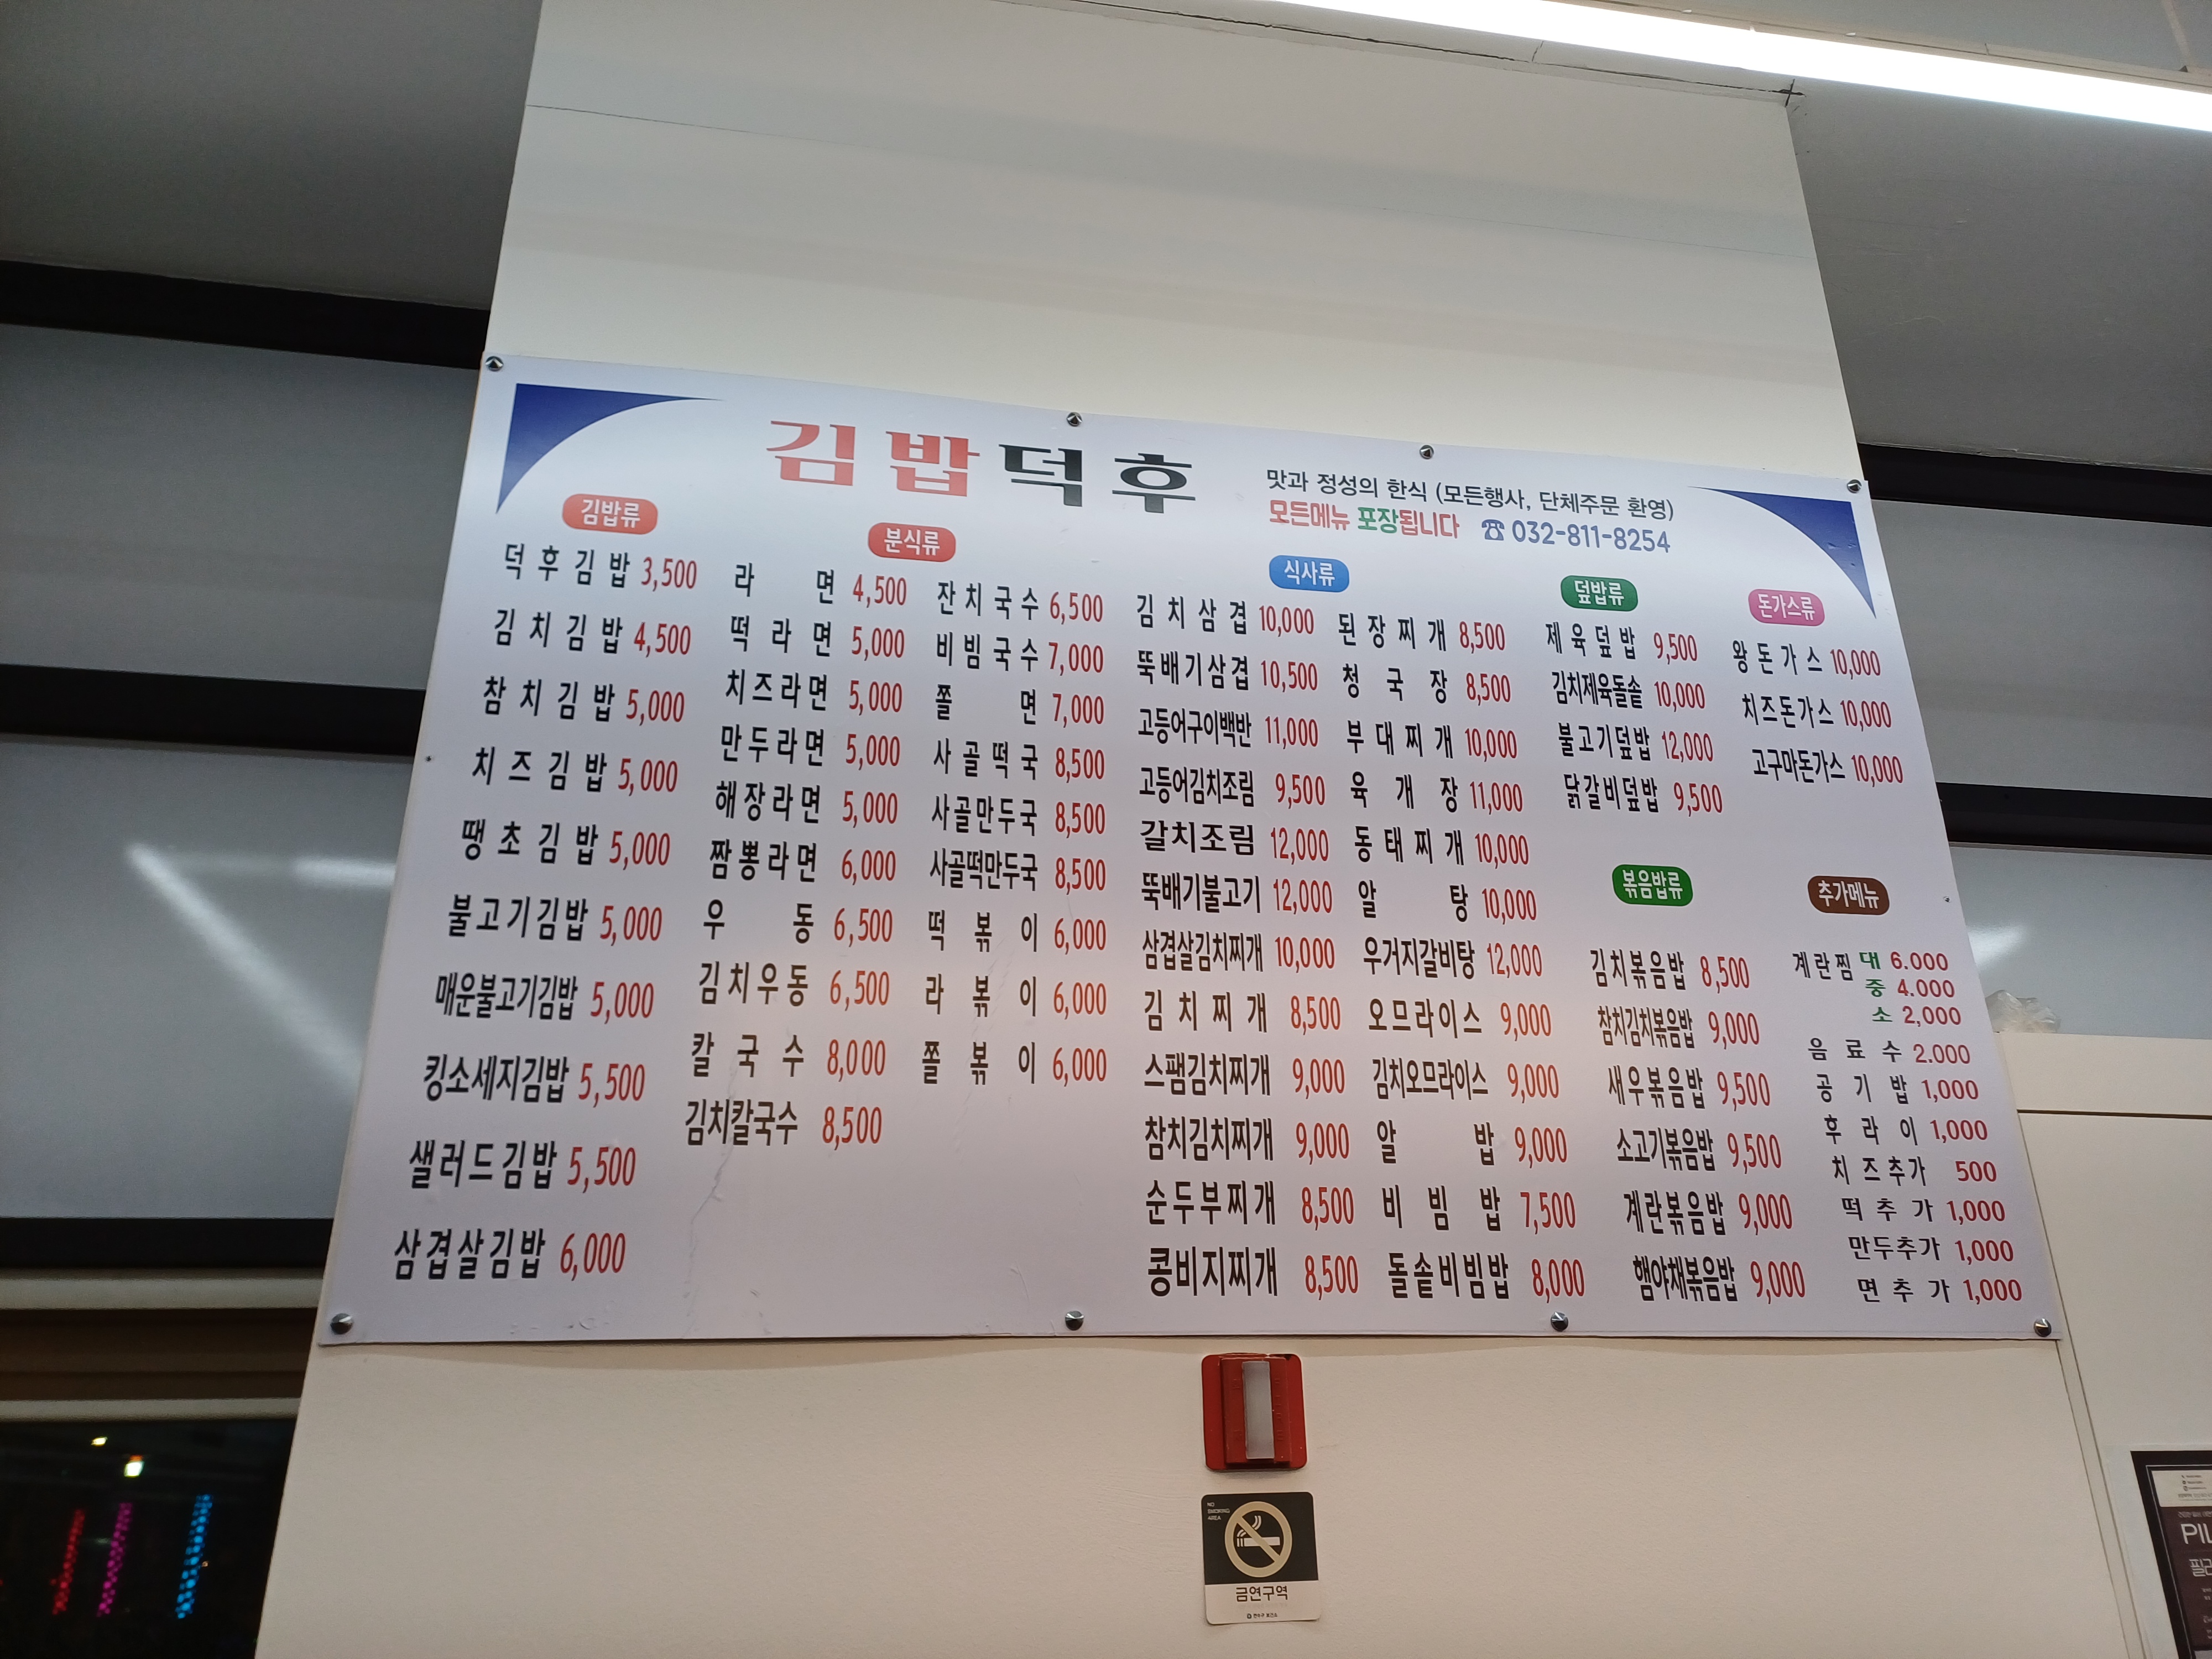 김밥덕후
맛과 정성의 한식 (모든행사, 단체주문 환영)
모든메뉴 포장됩니다 ☎ 032-811-8254
김밥류
덕후김밥 3,500
김치김밥 4,500
참치김밥 5,000
치즈김밥 5,000
땡초김밥 5,000
불고기김밥 5,000
매운불고기김밥 5,000
킹소세지김밥 5,500
샐러드김밥 5,500
삼겹살김밥 6,000
분식류
라면 4,500
떡라면 5,000
치즈라면 5,000
만두라면 5,000
해장라면 5,000
짬뽕라면 6,000
우동 6,500
김치우동 6,500
칼국수 8,000
김치칼국수 8,500
잔치국수 6,500
비빔국수 7,000
쫄면 7,000
사골떡국 8,500
사골만두국 8,500
사골떡만두국 8,500
떡볶이 6,000
라볶이 6,000
쫄볶이 6,000
식사류
김치삼겹 10,000
뚝배기삼겹 10,500
고등어구이백반 11,000
고등어김치조림 9,500
갈치조림 12,000
뚝배기불고기 12,000
삼겹살김치찌개 10,000
김치찌개 8,500
스팸김치찌개 9,000
참치김치찌개 9,000
순두부찌개 8,500
콩비지찌개 8,500
된장찌개 8,500
청국장 8,500
부대찌개 10,000
육개장 11,000
동태찌개 10,000
알탕 10,000
우거지갈비탕 12,000
오므라이스 9,000
김치오므라이스 9,000
알밥 9,000
비빔밥 7,500
돌솥비빔밥 8,000
덮밥류
제육덮밥 9,500
김치제육돌솥 10,000
불고기덮밥 12,000
닭갈비덮밥 9,500
돈가스류
왕돈가스 10,000
치즈돈가스 10,000
고구마돈가스 10,000
볶음밥류
김치볶음밥 8,500
참치김치볶음밥 9,000
새우볶음밥 9,500
소고기볶음밥 9,500
계란볶음밥 9,000
햄야채볶음밥 9,000
추가메뉴
계란찜 대 6.000
중 4.000
소 2,000
음료수 2.000
공기밥 1,000
후라이 1,000
치즈추가 500
떡추가 1,000
만두추가 1,000
면추가 1,000
NO
SMOKING
AREA
금연구역